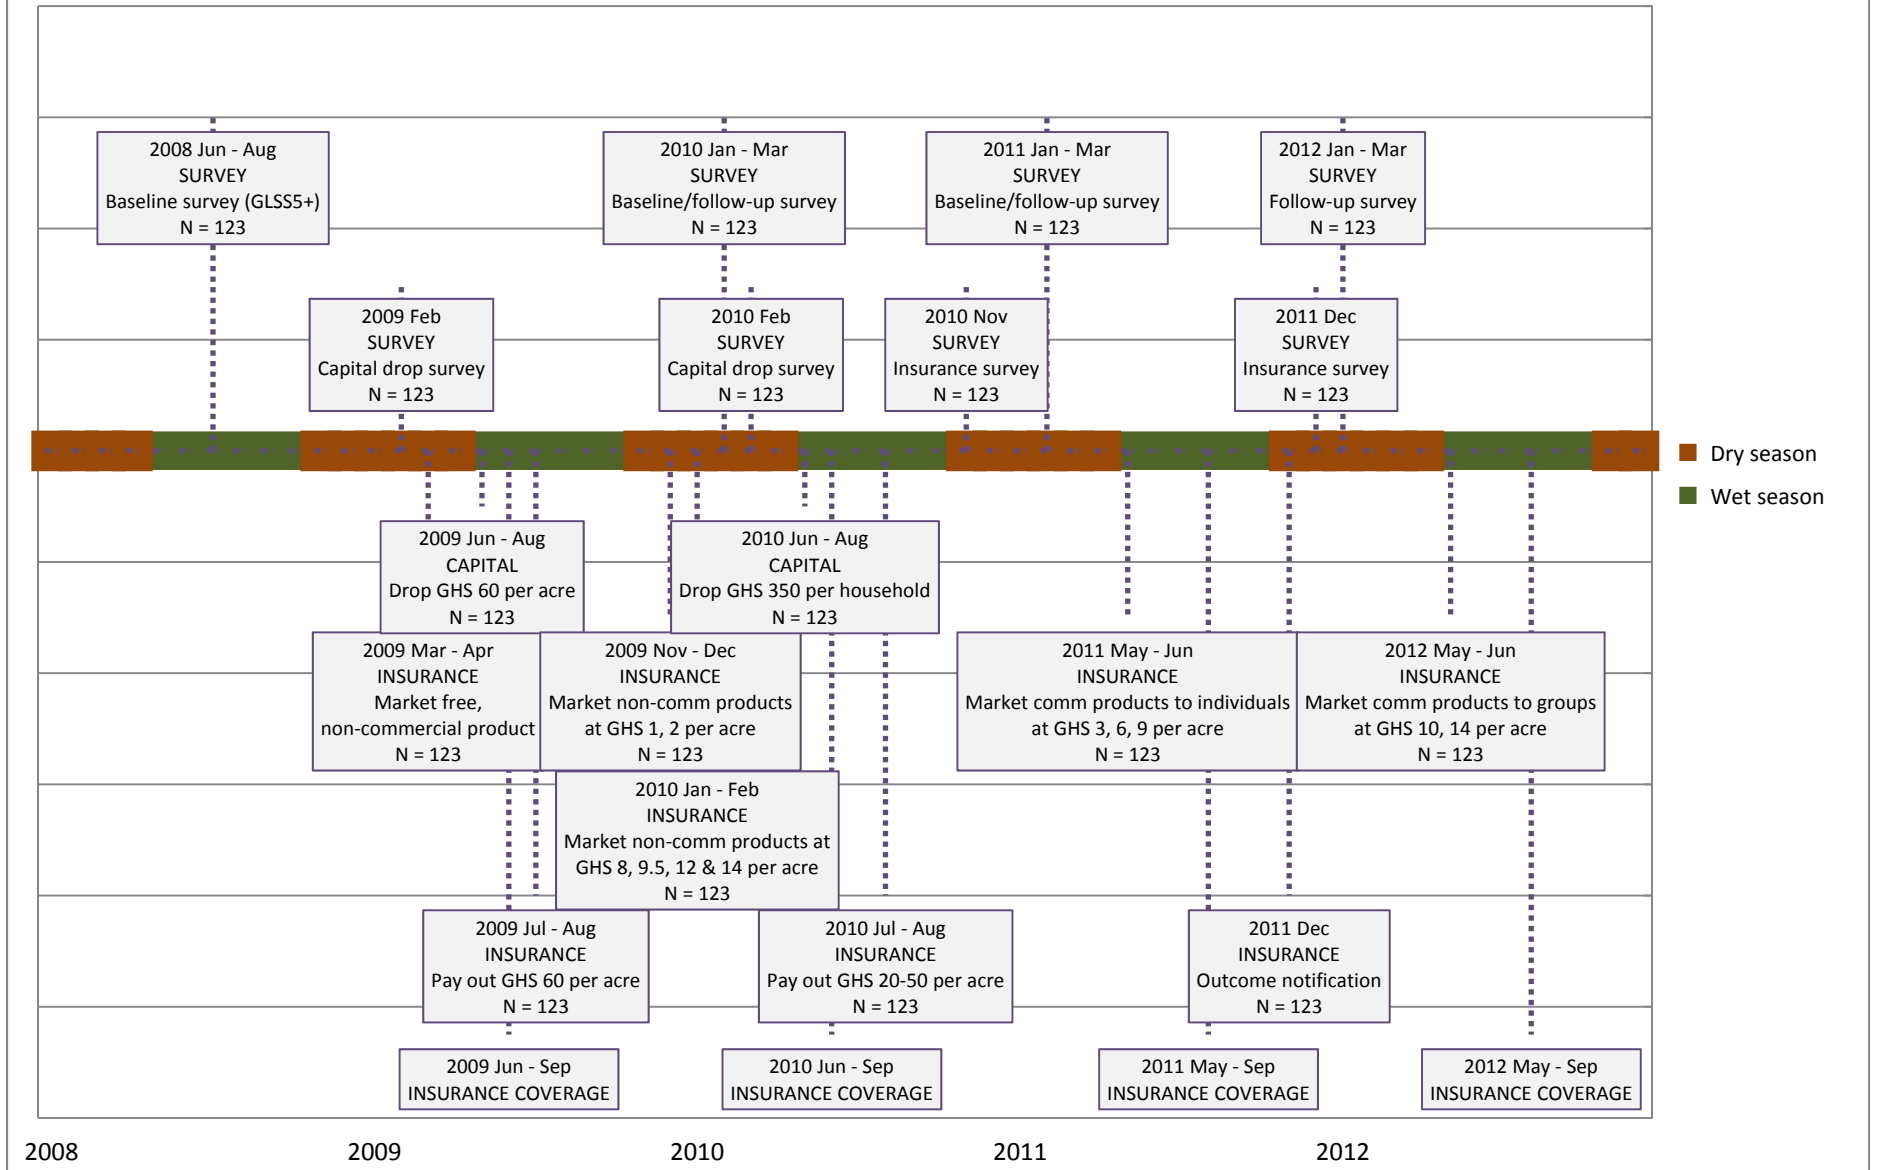 2008 Jun - Aug
SURVEY
Baseline survey (GLSS5+)
N = 123
2010 Jan - Mar
SURVEY
Baseline/follow-up survey
N = 123
2011 Jan - Mar
SURVEY
Baseline/follow-up survey
N = 123
2012 Jan - Mar
SURVEY
Follow-up survey
N = 123
2009 Feb
SURVEY
Capital drop survey
N = 123
2010 Feb
SURVEY
Capital drop survey
N = 123
2010 Nov
SURVEY
Insurance survey
N = 123
2011 Dec
SURVEY
Insurance survey
N = 123
Dry season
Wet season
2009 Jun - Aug
CAPITAL
Drop GHS 60 per acre
N = 123
2010 Jun - Aug
CAPITAL
Drop GHS 350 per household
N = 123
2009 Mar - Apr
INSURANCE
Market free,
non-commercial product
N = 123
2009 Nov - Dec
INSURANCE
Market non-comm products
at GHS 1, 2 per acre
N = 123
2011 May - Jun
INSURANCE
Market comm products to individuals
at GHS 3, 6, 9 per acre
N = 123
2012 May - Jun
INSURANCE
Market comm products to groups
at GHS 10, 14 per acre
N = 123
2010 Jan - Feb
INSURANCE
Market non-comm products at
GHS 8, 9.5, 12 & 14 per acre
N = 123
2009 Jul - Aug
INSURANCE
Pay out GHS 60 per acre
N = 123
2010 Jul - Aug
INSURANCE
Pay out GHS 20-50 per acre
N = 123
2011 Dec
INSURANCE
Outcome notification
N = 123
2009 Jun - Sep
INSURANCE COVERAGE
2010 Jun - Sep
INSURANCE COVERAGE
2011 May - Sep
INSURANCE COVERAGE
2012 May - Sep
INSURANCE COVERAGE
2008
2009
2010
2011
2012